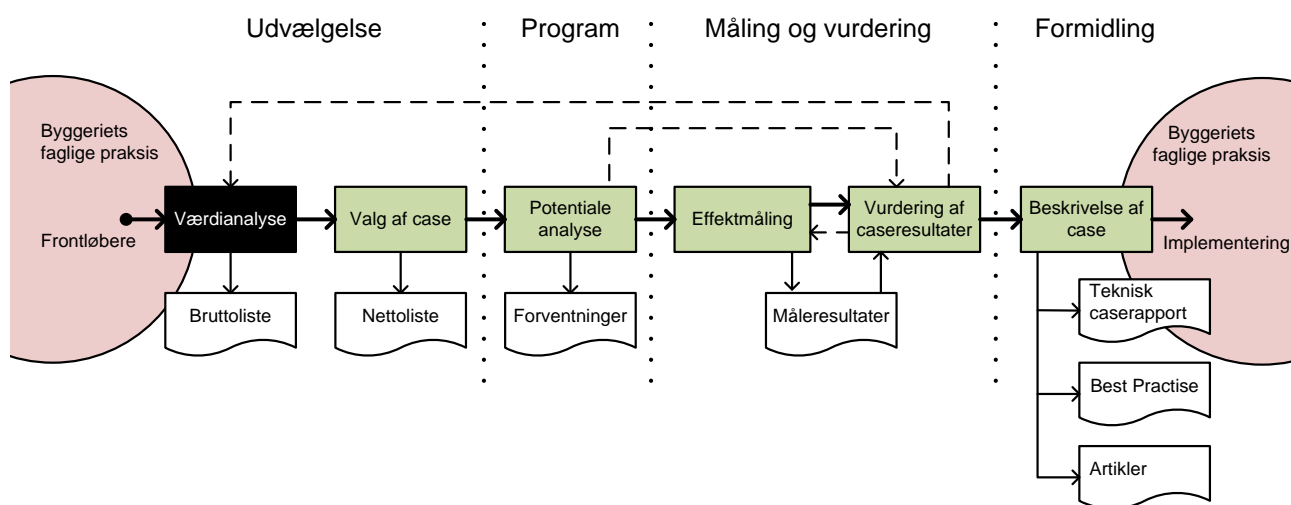 Udvælgelse
Program
Måling og vurdering
Formidling
Byggeriets
faglige praksis
Frontløbere
Værdianalyse
Valg af case
Potentiale
analyse
Effektmåling
Vurdering af
caseresultater
Beskrivelse af
case
Byggeriets
faglige praksis
Implementering
Bruttoliste
Nettoliste
Forventninger
Måleresultater
Teknisk
caserapport
Best Practise
Artikler